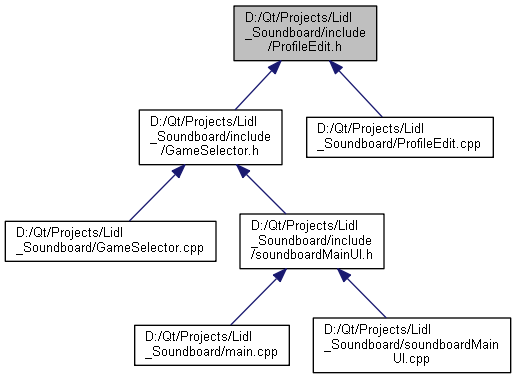 D:/Qt/Projects/Lidl
_Soundboard/include
/ProfileEdit.h
D:/Qt/Projects/Lidl
_Soundboard/include
/GameSelector.h
D:/Qt/Projects/Lidl
_Soundboard/ProfileEdit.cpp
D:/Qt/Projects/Lidl
_Soundboard/GameSelector.cpp
D:/Qt/Projects/Lidl
_Soundboard/include
/soundboardMainUI.h
D:/Qt/Projects/Lidl
_Soundboard/main.cpp
D:/Qt/Projects/Lidl
_Soundboard/soundboardMain
UI.cpp